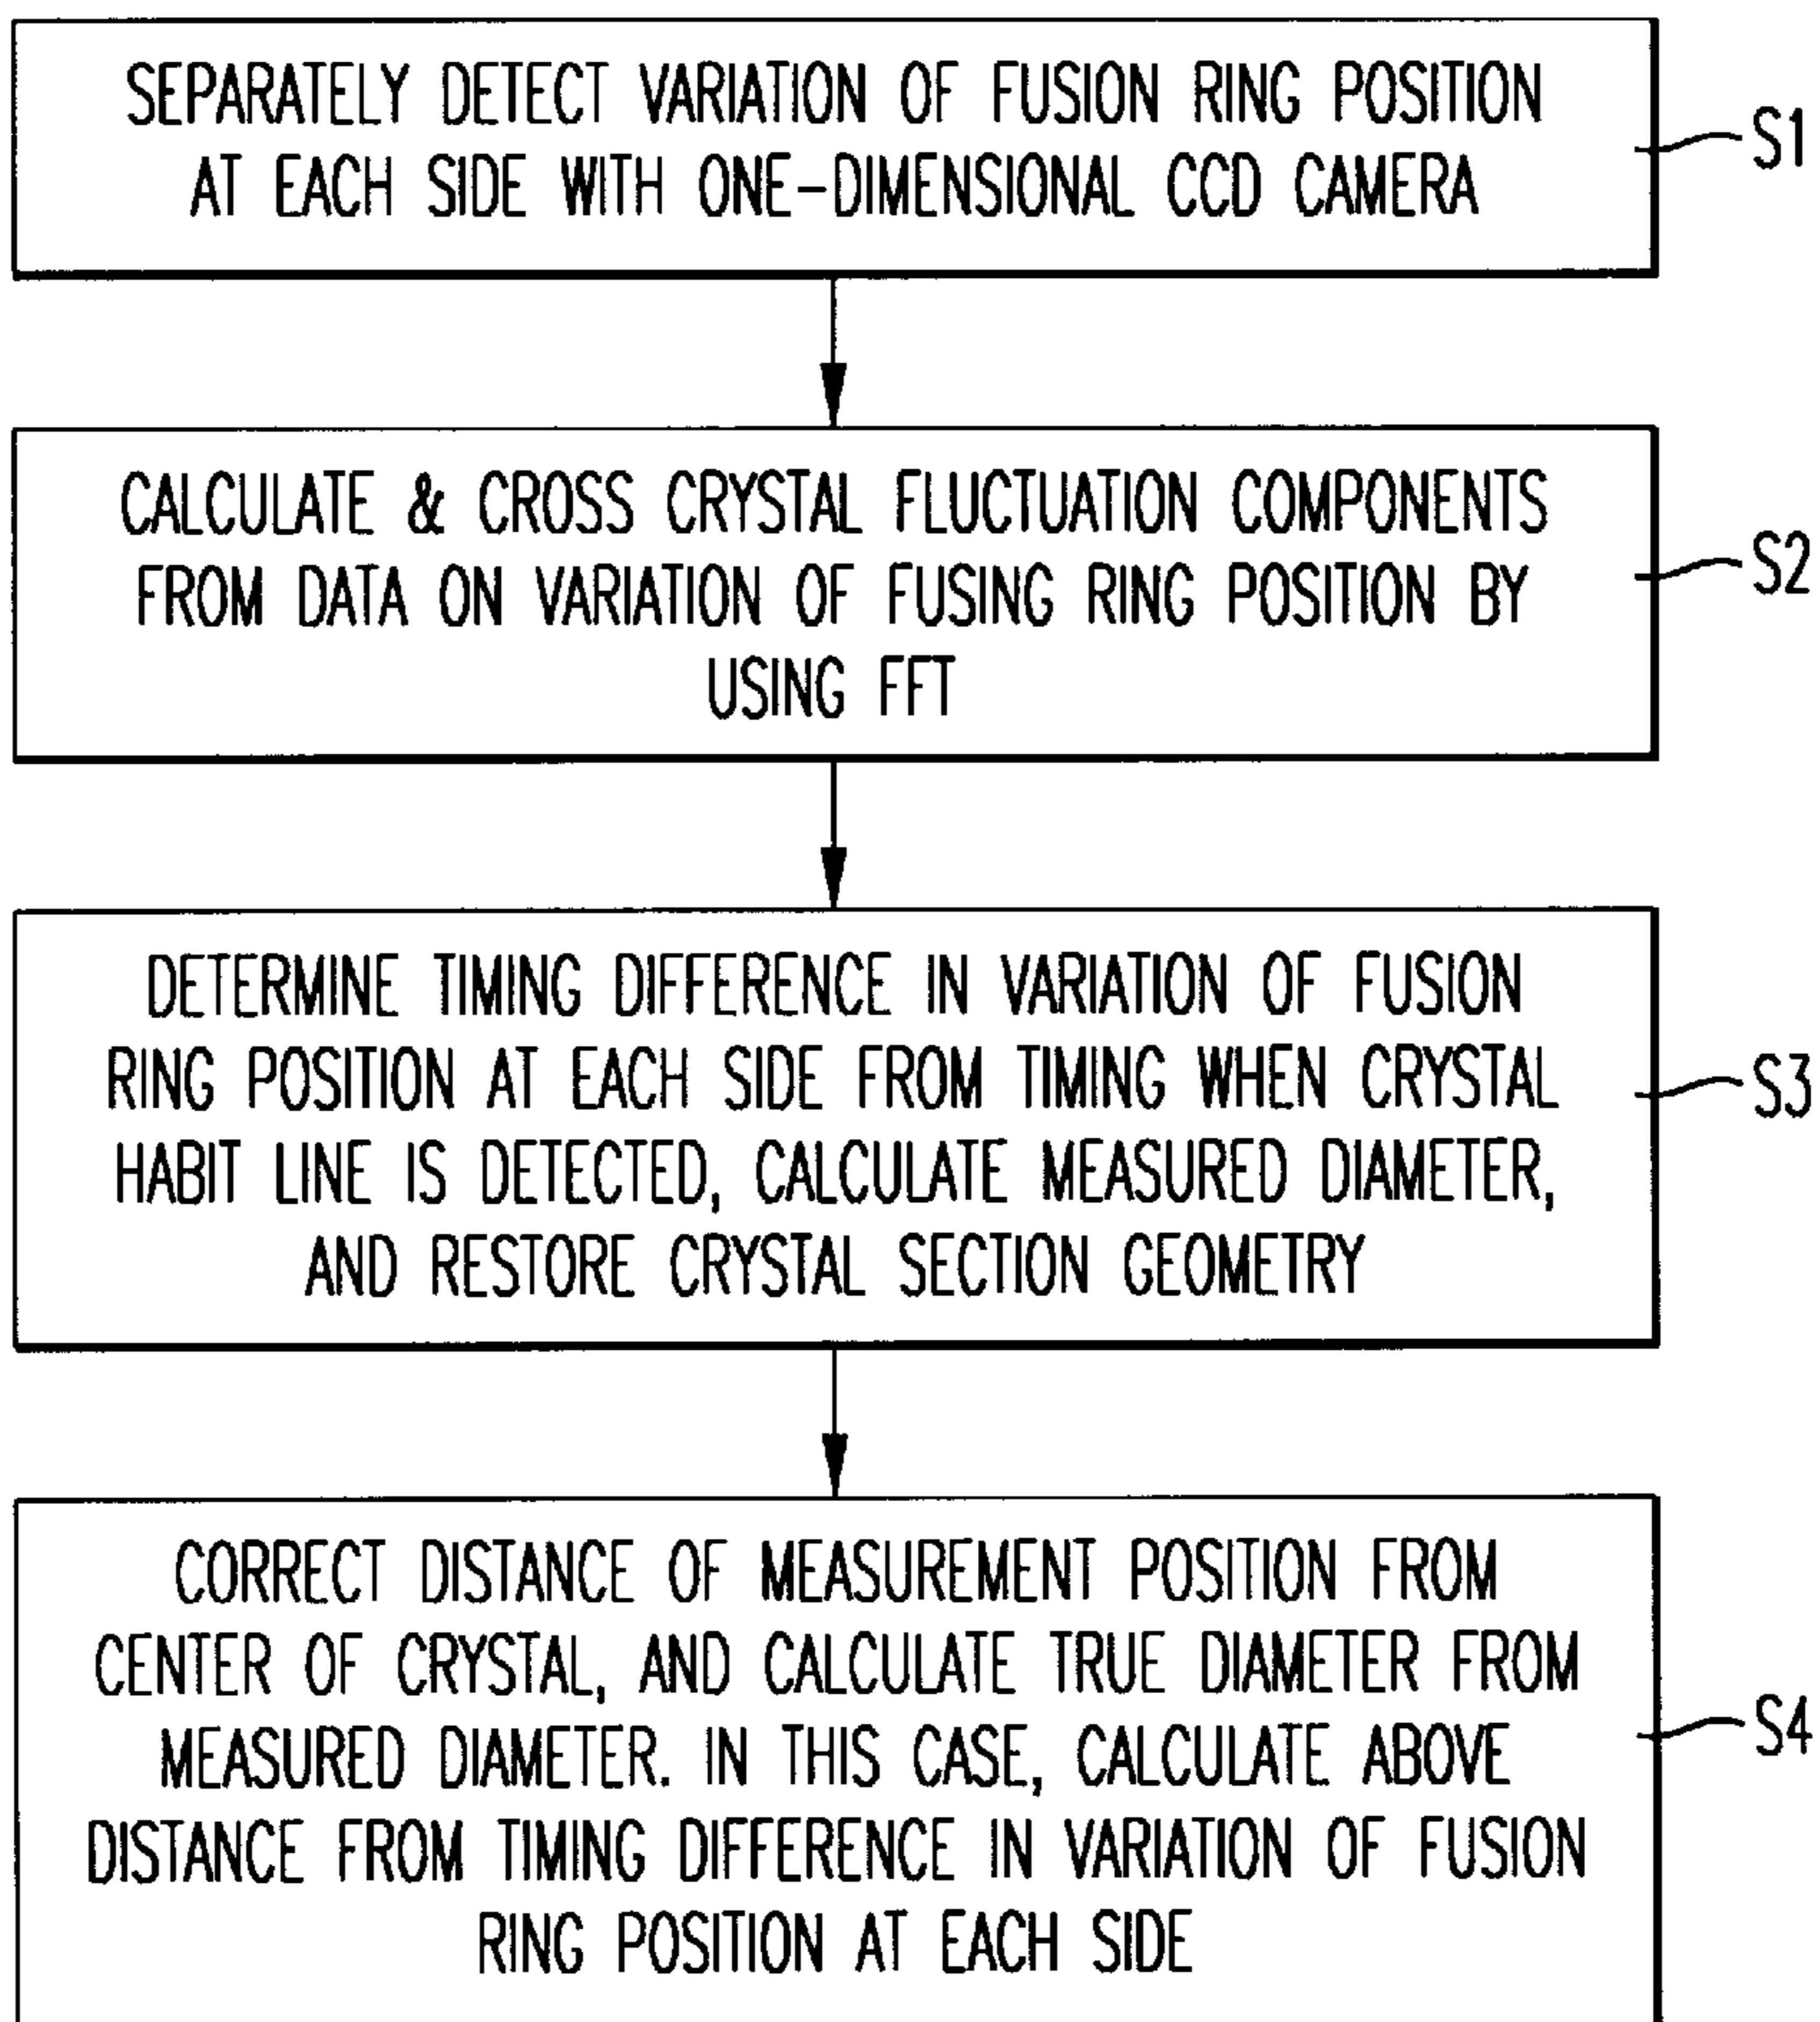 SEPARATELY DETECT VARIATION OF FUSION RING POSITION
AT EACH SIDE WITH ONE-DIMENSIONAL CCD CAMERA
S1
CALCULATE & CROSS CRYSTAL FLUCTUATION COMPONENTS
FROM DATA ON VARIATION OF FUSING RING POSITION BY
USING FFT
S2
DETERMINE TIMING DIFFERENCE IN VARIATION OF FUSION
RING POSITION AT EACH SIDE FROM TIMING WHEN CRYSTAL
HABIT LINE IS DETECTED, CALCULATE MEASURED DIAMETER,
AND RESTORE CRYSTAL SECTION GEOMETRY
S3
CORRECT DISTANCE OF MEASUREMENT POSITION FROM
CENTER OF CRYSTAL, AND CALCULATE TRUE DIAMETER FROM
MEASURED DIAMETER. IN THIS CASE, CALCULATE ABOVE
DISTANCE FROM TIMING DIFFERENCE IN VARIATION OF FUSION
RING POSITION AT EACH SIDE
S4